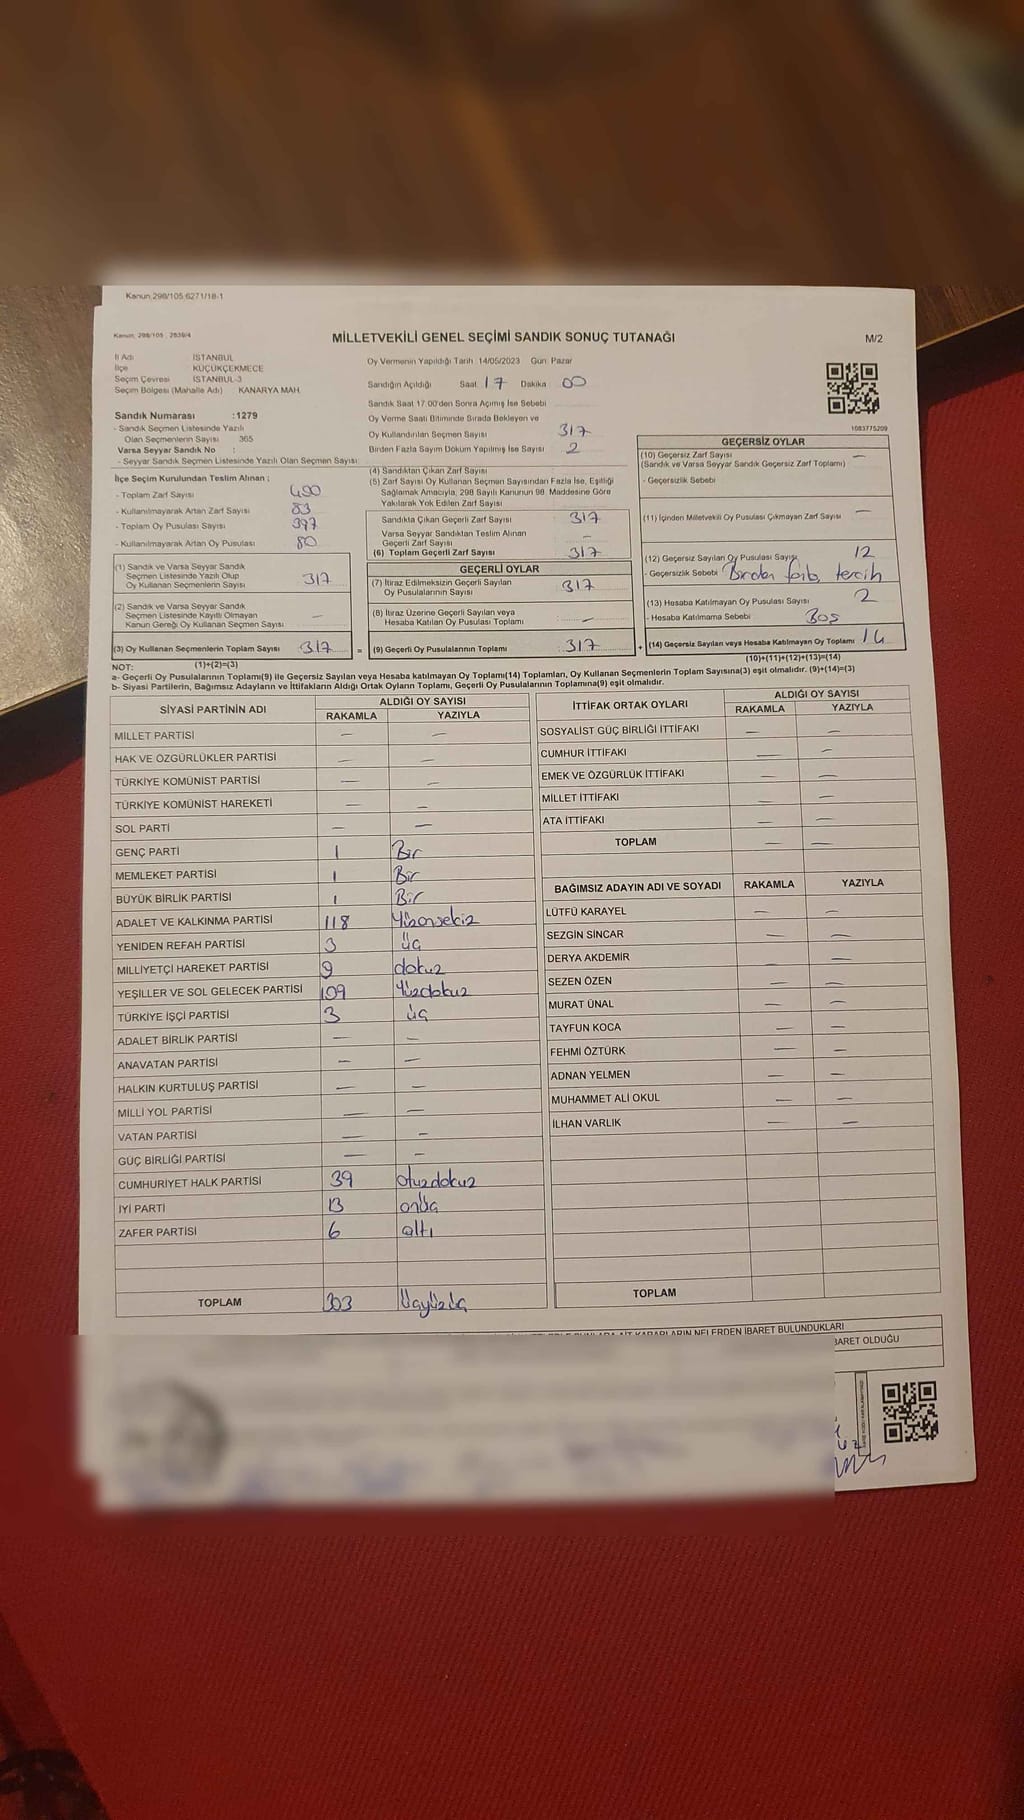 Kanun;298/105 6271/18-1
Kanun; 298/105 , 2839/4
MİLLETVEKİLİ GENEL SEÇİMİ SANDIK SONUÇ TUTANAĞI
M/2
İl Adı : İSTANBUL
İlçe : KÜÇÜKÇEKMECE
Seçim Çevresi : İSTANBUL-3
Seçim Bölgesi (Mahalle Adı) : KANARYA MAH.
Oy Vermenin Yapıldığı Tarih :14/05/2023 Gün: Pazar
Sandığın Açıldığı Saat 17 Dakika 00
Sandık Saat 17.00'den Sonra Açılmış İse Sebebi
Oy Verme Saati Bitiminde Sırada Bekleyen ve
Oy Kullandırılan Seçmen Sayısı 317
Birden Fazla Sayım Döküm Yapılmış İse Sayısı 2
1083775209
Sandık Numarası :1279
- Sandık Seçmen Listesinde Yazılı
Olan Seçmenlerin Sayısı 365
Varsa Seyyar Sandık No :
- Seyyar Sandık Seçmen Listesinde Yazılı Olan Seçmen Sayısı:
İlçe Seçim Kurulundan Teslim Alınan ;
- Toplam Zarf Sayısı 400
- Kullanılmayarak Artan Zarf Sayısı 83
- Toplam Oy Pusulası Sayısı 397
- Kullanılmayarak Artan Oy Pusulası 80
(1) Sandık ve Varsa Seyyar Sandık
Seçmen Listesinde Yazılı Olup
Oy Kullanan Seçmenlerin Sayısı 317
(2) Sandık ve Varsa Seyyar Sandık
Seçmen Listesinde Kayıtlı Olmayan
Kanun Gereği Oy Kullanan Seçmen Sayısı —
(3) Oy Kullanan Seçmenlerin Toplam Sayısı 317 =
(4) Sandıktan Çıkan Zarf Sayısı
(5) Zarf Sayısı Oy Kullanan Seçmen Sayısından Fazla İse, Eşitliği
Sağlamak Amacıyla; 298 Sayılı Kanunun 98. Maddesine Göre
Yakılarak Yok Edilen Zarf Sayısı
Sandıkta Çıkan Geçerli Zarf Sayısı 317
Varsa Seyyar Sandıktan Teslim Alınan
Geçerli Zarf Sayısı —
(6) Toplam Geçerli Zarf Sayısı 317
GEÇERLİ OYLAR
(7) İtiraz Edilmeksizin Geçerli Sayılan
Oy Pusulalarının Sayısı 317
(8) İtiraz Üzerine Geçerli Sayılan veya
Hesaba Katılan Oy Pusulası Toplamı —
(9) Geçerli Oy Pusulalarının Toplamı 317 +
GEÇERSİZ OYLAR
(10) Geçersiz Zarf Sayısı —
(Sandık ve Varsa Seyyar Sandık Geçersiz Zarf Toplamı)
- Geçersizlik Sebebi
(11) İçinden Milletvekili Oy Pusulası Çıkmayan Zarf Sayısı —
(12) Geçersiz Sayılan Oy Pusulası Sayısı 12
- Geçersizlik Sebebi tercih
(13) Hesaba Katılmayan Oy Pusulası Sayısı 2
- Hesaba Katılmama Sebebi Boş
(14) Geçersiz Sayılan veya Hesaba Katılmayan Oy Toplamı 14
(10)+(11)+(12)+(13)=(14)
NOT: (1)+(2)=(3)
a- Geçerli Oy Pusulalarının Toplamı(9) ile Geçersiz Sayılan veya Hesaba katılmayan Oy Toplamı(14) Toplamları, Oy Kullanan Seçmenlerin Toplam Sayısına(3) eşit olmalıdır. (9)+(14)=(3)
b- Siyasi Partilerin, Bağımsız Adayların ve İttifakların Aldığı Ortak Oyların Toplamı, Geçerli Oy Pusulalarının Toplamına(9) eşit olmalıdır.
SİYASİ PARTİNİN ADI ALDIĞI OY SAYISI
RAKAMLA YAZIYLA
MİLLET PARTİSİ — —
HAK VE ÖZGÜRLÜKLER PARTİSİ — —
TÜRKİYE KOMÜNİST PARTİSİ — —
TÜRKİYE KOMÜNİST HAREKETİ — —
SOL PARTİ — —
GENÇ PARTİ 1 Bir
MEMLEKET PARTİSİ 1 Bir
BÜYÜK BİRLİK PARTİSİ 1 Bir
ADALET VE KALKINMA PARTİSİ 118 Yüzonsekiz
YENİDEN REFAH PARTİSİ 3 üç
MİLLİYETÇİ HAREKET PARTİSİ 9 dokuz
YEŞİLLER VE SOL GELECEK PARTİSİ 109 Yüzdokuz
TÜRKİYE İŞÇİ PARTİSİ 3 üç
ADALET BİRLİK PARTİSİ — —
ANAVATAN PARTİSİ — —
HALKIN KURTULUŞ PARTİSİ — —
MİLLİ YOL PARTİSİ — —
VATAN PARTİSİ — —
GÜÇ BİRLİĞİ PARTİSİ — —
CUMHURİYET HALK PARTİSİ 39 otuzdokuz
İYİ PARTİ 13 onüç
ZAFER PARTİSİ 6 altı
TOPLAM 303 Üçyüzüç
İTTİFAK ORTAK OYLARI ALDIĞI OY SAYISI
RAKAMLA YAZIYLA
SOSYALİST GÜÇ BİRLİĞİ İTTİFAKI — —
CUMHUR İTTİFAKI — —
EMEK VE ÖZGÜRLÜK İTTİFAKI — —
MİLLET İTTİFAKI — —
ATA İTTİFAKI — —
TOPLAM — —
BAĞIMSIZ ADAYIN ADI VE SOYADI RAKAMLA YAZIYLA
LÜTFÜ KARAYEL — —
SEZGİN SİNCAR — —
DERYA AKDEMİR — —
SEZEN ÖZEN — —
MURAT ÜNAL — —
TAYFUN KOCA — —
FEHMİ ÖZTÜRK — —
ADNAN YELMEN — —
MUHAMMET ALİ OKUL — —
İLHAN VARLIK — —
TOPLAM
KARARLARIN NELERDEN İBARET BULUNDUKLARI
OLDUĞU